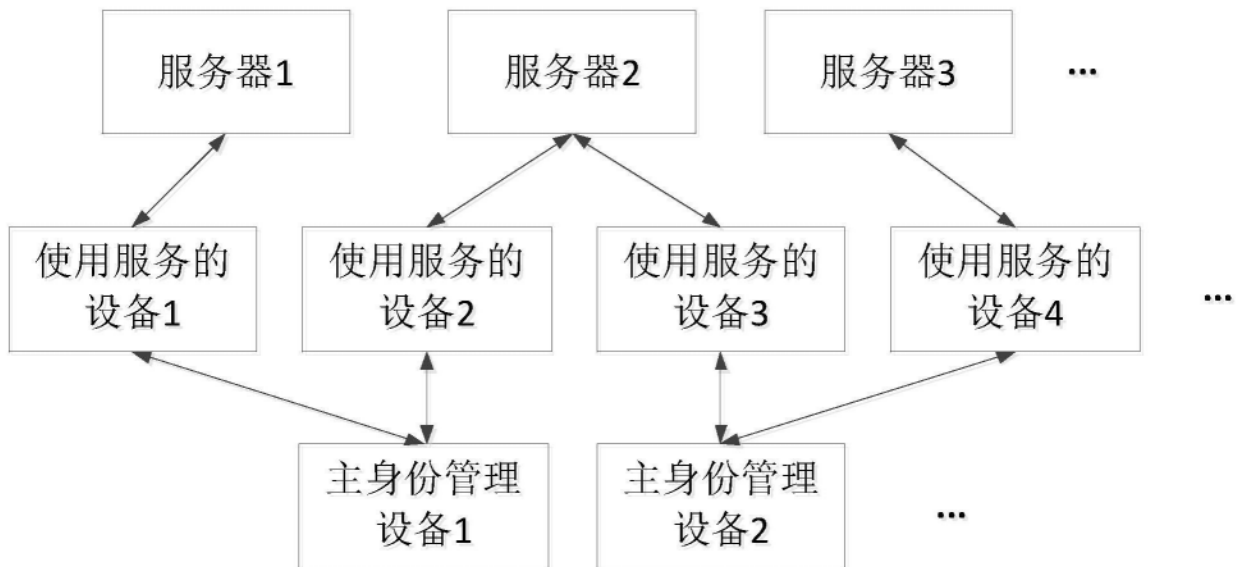 服务器1
服务器2
服务器3
...
使用服务的
设备1
使用服务的
设备2
使用服务的
设备3
使用服务的
设备4
...
主身份管理
设备1
主身份管理
设备2
...